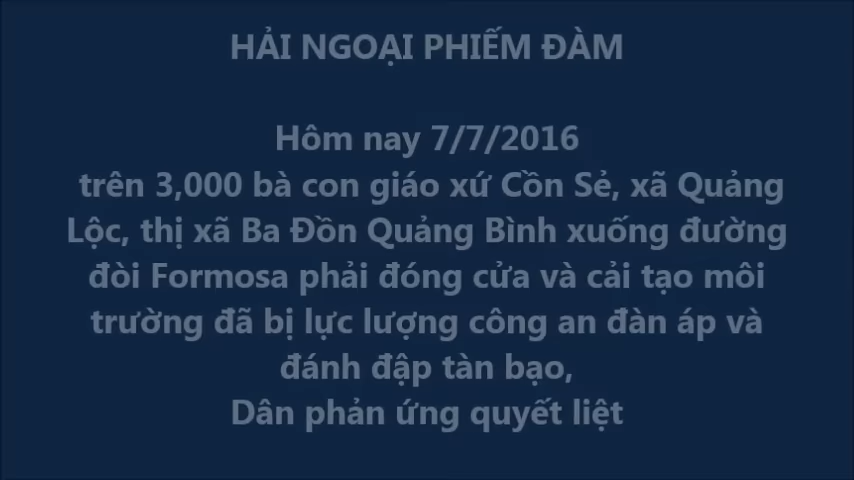 HẢI NGOẠI PHIẾM ĐÀM
Hôm nay 7/7/2016
trên 3,000 bà con giáo xứ Cồn Sẻ, xã Quảng
Lộc, thị xã Ba Đồn Quảng Bình xuống đường
đòi Formosa phải đóng cửa và cải tạo môi
trường đã bị lực lượng công an đàn áp và
đánh đập tàn bạo,
Dân phản ứng quyết liệt